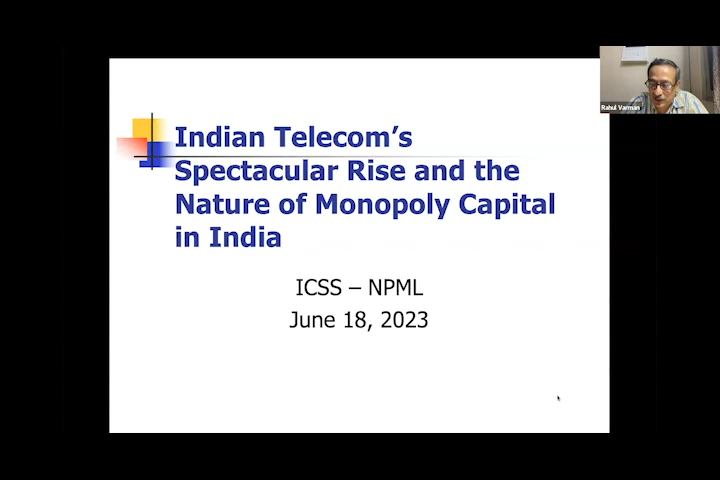 Indian Telecom's
Spectacular Rise and the
Nature of Monopoly Capital
in India
ICSS – NPML
June 18, 2023
Rahul Varman